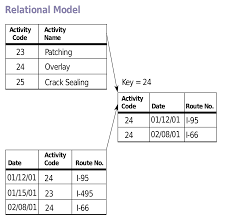 Relational Model
Activity Code Activity Name
23 Patching
24 Overlay
25 Crack Sealing
Key = 24
Activity Code Date Route No.
24 01/12/01 I-95
24 02/08/01 I-66
Date Activity Code Route No.
01/12/01 24 I-95
01/15/01 23 I-495
02/08/01 24 I-66